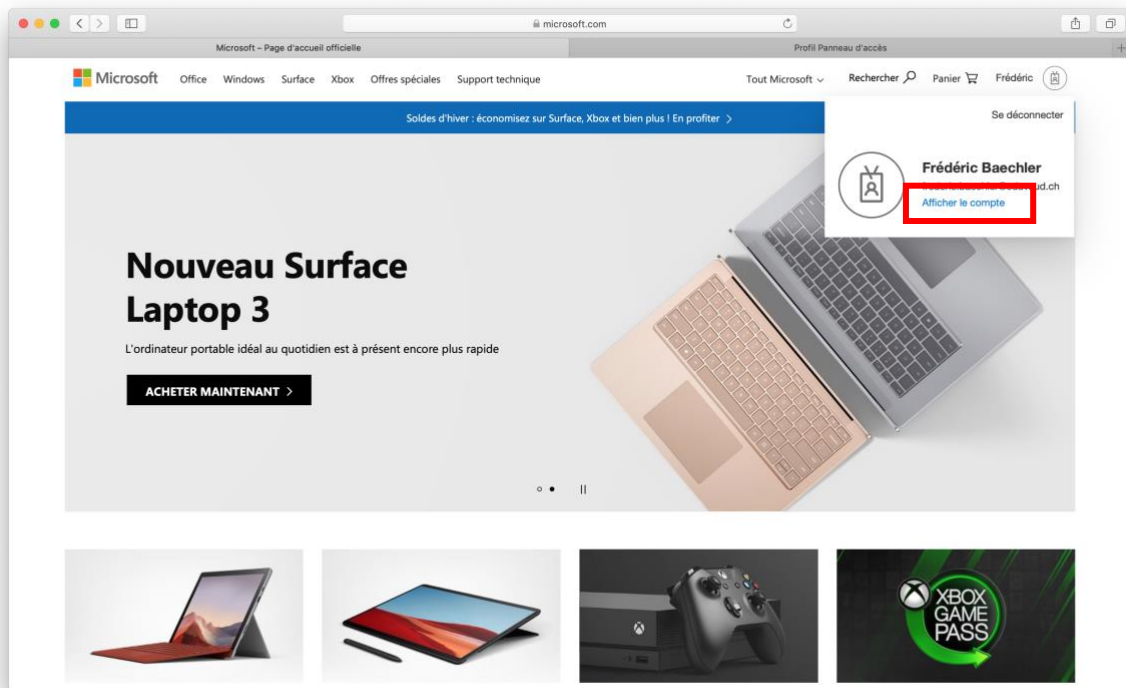 microsoft.com
Microsoft – Page d'accueil officielle
Profil Panneau d'accès
Microsoft Office Windows Surface Xbox Offres spéciales Support technique Tout Microsoft Rechercher Panier Frédéric
Soldes d'hiver : économisez sur Surface, Xbox et bien plus ! En profiter
Se déconnecter
Frédéric Baechler
Afficher le compte
Nouveau Surface
Laptop 3
L'ordinateur portable idéal au quotidien est à présent encore plus rapide
ACHETER MAINTENANT
XBOX
GAME
PASS